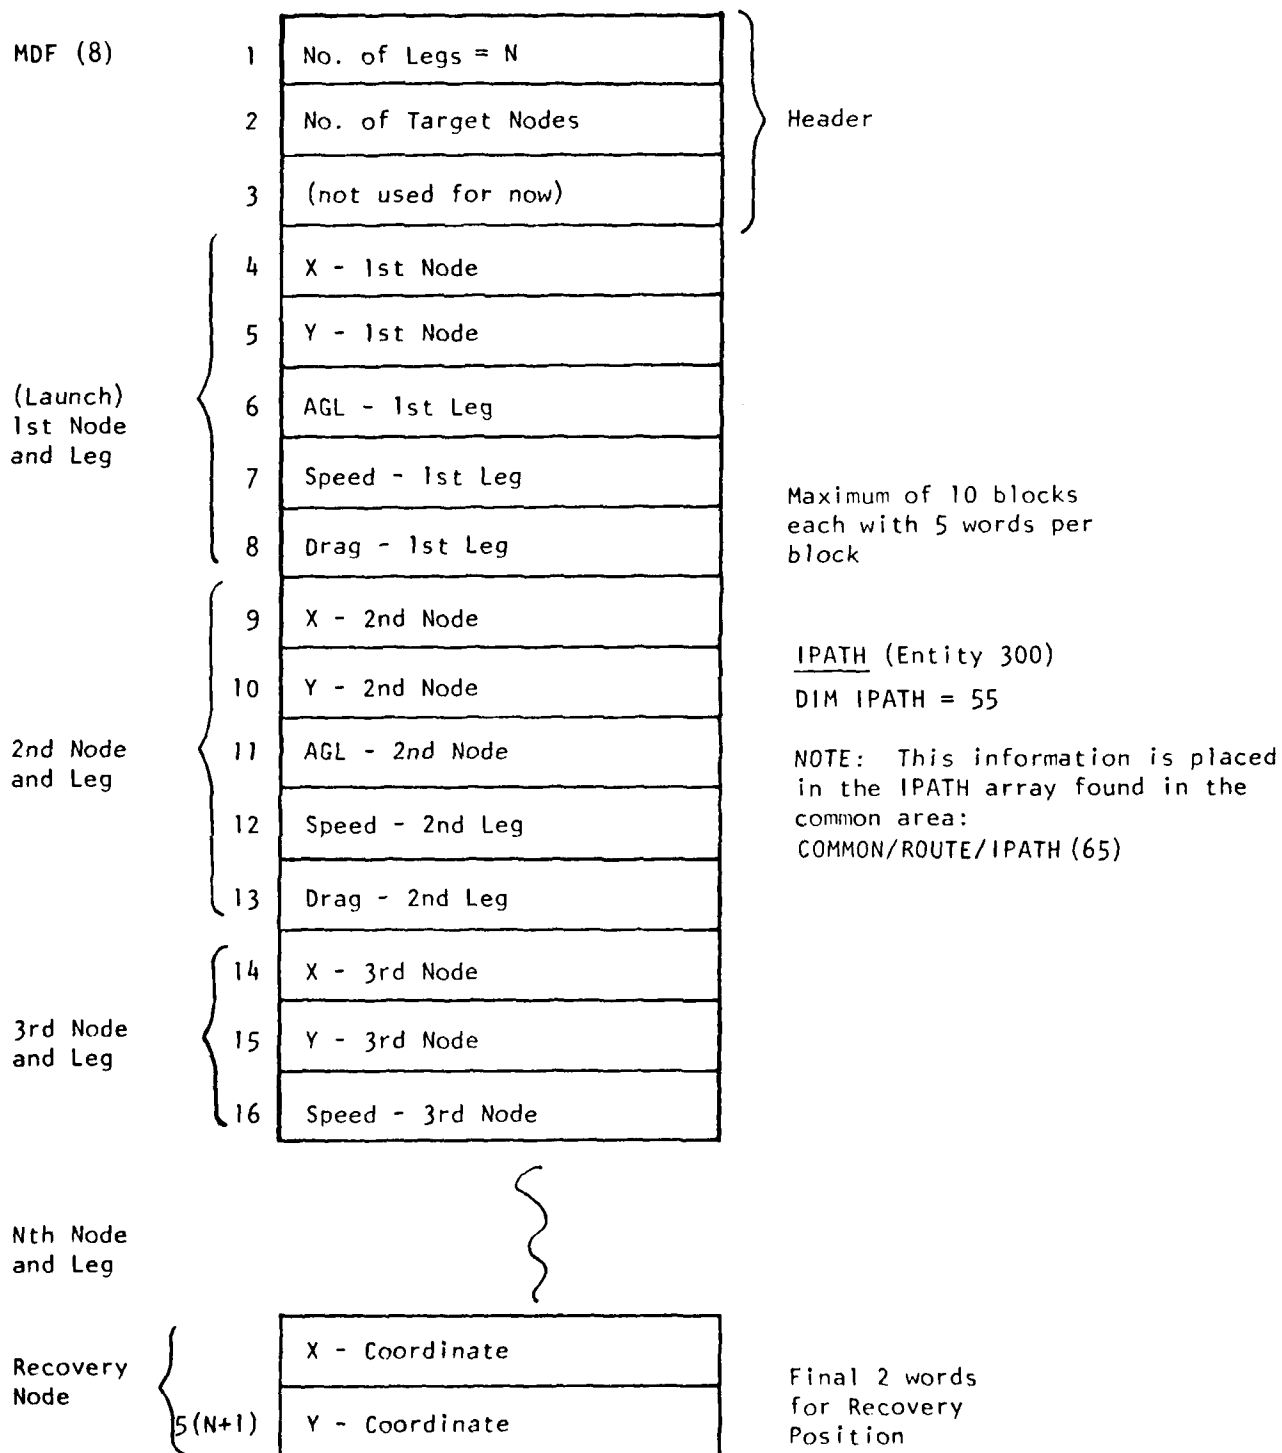 MDF (8)
1 No. of Legs = N
2 No. of Target Nodes
Header
3 (not used for now)
4 X - 1st Node
5 Y - 1st Node
(Launch)
1st Node
and Leg
6 AGL - 1st Leg
7 Speed - 1st Leg
8 Drag - 1st Leg
Maximum of 10 blocks
each with 5 words per
block
9 X - 2nd Node
10 Y - 2nd Node
IPATH (Entity 300)
DIM IPATH = 55
2nd Node
and Leg
11 AGL - 2nd Node
12 Speed - 2nd Leg
13 Drag - 2nd Leg
NOTE: This information is placed
in the IPATH array found in the
common area:
COMMON/ROUTE/IPATH (65)
14 X - 3rd Node
3rd Node
and Leg
15 Y - 3rd Node
16 Speed - 3rd Node
Nth Node
and Leg
Recovery
Node
X - Coordinate
5(N+1) Y - Coordinate
Final 2 words
for Recovery
Position